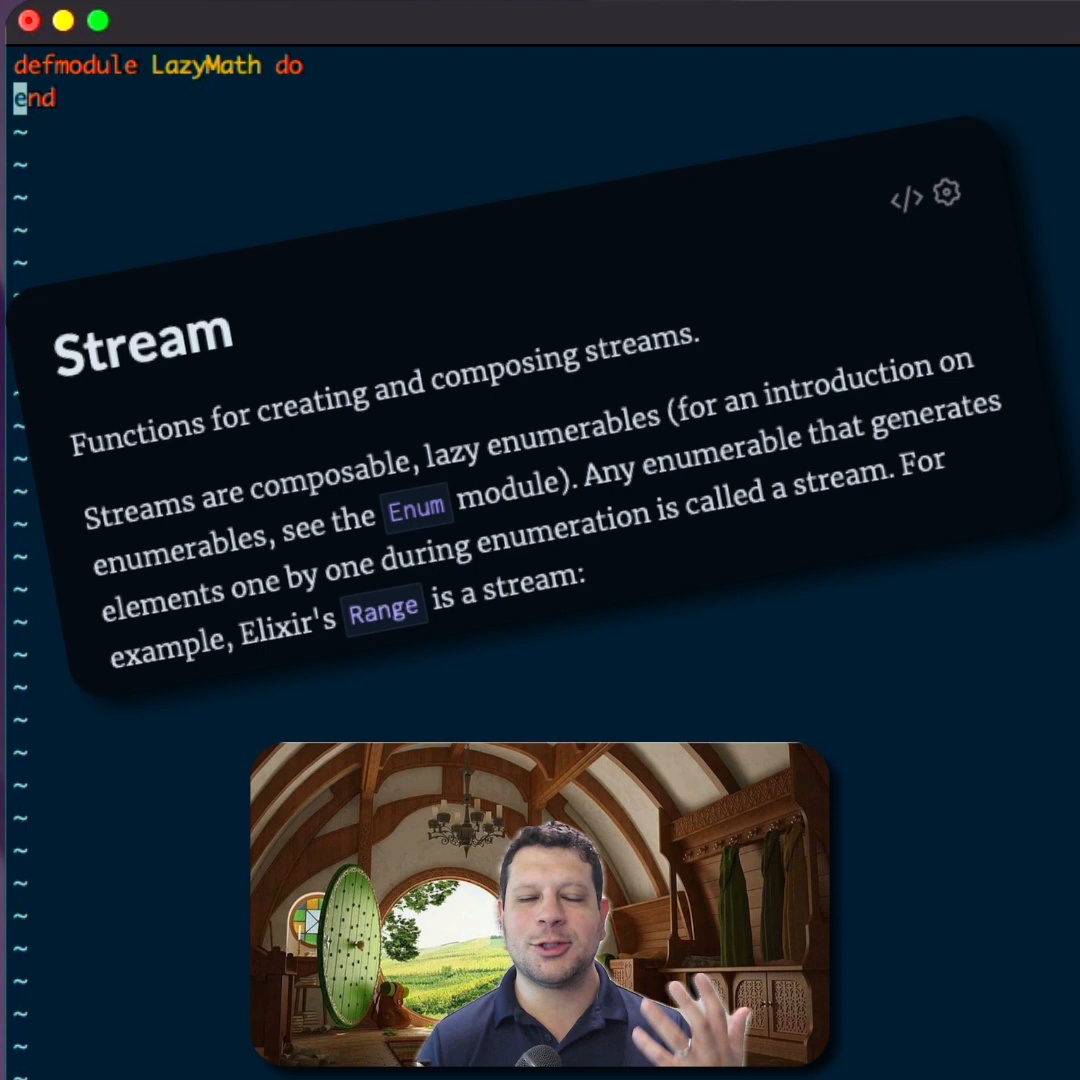 defmodule LazyMath do
end
~
~
~
~
~
</>
Stream
Functions for creating and composing streams.
Streams are composable, lazy enumerables (for an introduction on
enumerables, see the Enum module). Any enumerable that generates
elements one by one during enumeration is called a stream. For
example, Elixir's Range is a stream: